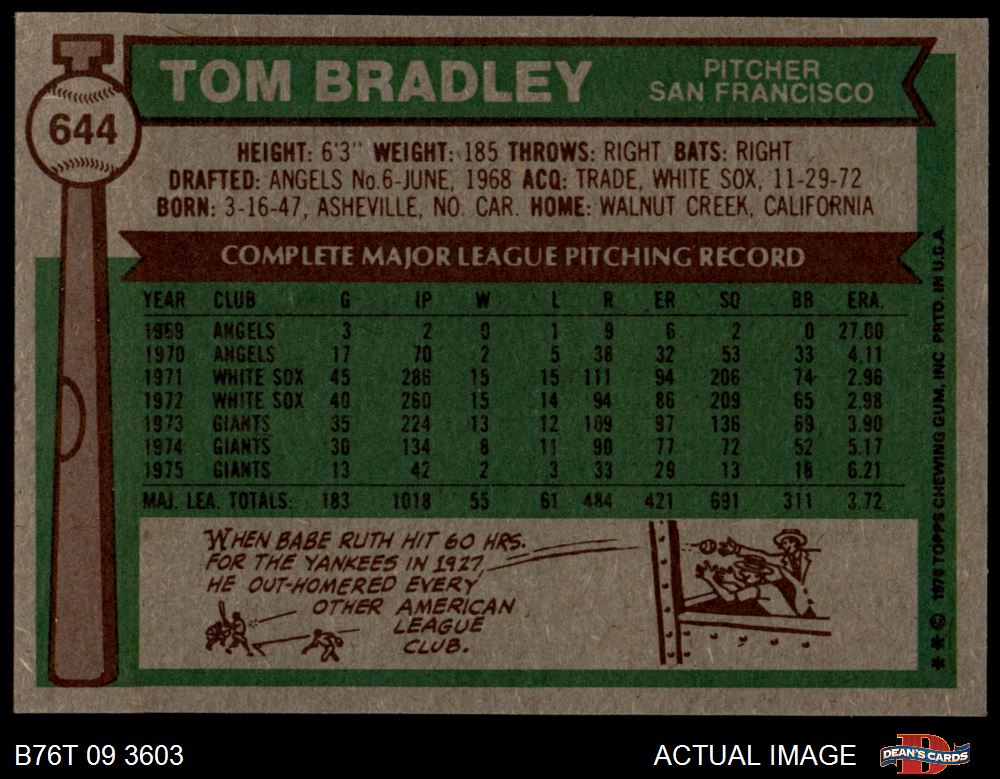 TOM BRADLEY
PITCHER
SAN FRANCISCO
644
HEIGHT: 6'3" WEIGHT: 185 THROWS: RIGHT BATS: RIGHT
DRAFTED: ANGELS No.6-JUNE, 1968 ACQ: TRADE, WHITE SOX, 11-29-72
BORN: 3-16-47, ASHEVILLE, NO. CAR. HOME: WALNUT CREEK, CALIFORNIA
COMPLETE MAJOR LEAGUE PITCHING RECORD
YEAR CLUB G IP W L R ER SO BB ERA.
1969 ANGELS 3 2 0 1 9 6 2 0 27.00
1970 ANGELS 17 70 2 5 38 32 53 33 4.11
1971 WHITE SOX 45 286 15 15 111 94 206 74 2.96
1972 WHITE SOX 40 260 15 14 94 86 209 65 2.98
1973 GIANTS 35 224 13 12 109 97 136 69 3.90
1974 GIANTS 30 134 8 11 90 77 72 52 5.17
1975 GIANTS 13 42 2 3 33 29 13 18 6.21
MAJ. LEA. TOTALS: 183 1018 55 61 484 421 691 311 3.72
WHEN BABE RUTH HIT 60 HRS.
FOR THE YANKEES IN 1927,
HE OUT-HOMERED EVERY
OTHER AMERICAN
LEAGUE
CLUB.
* * © 1976 TOPPS CHEWING GUM, INC PRTD. IN U.S.A.
B76T 09 3603
ACTUAL IMAGE
D
DEAN'S CARDS